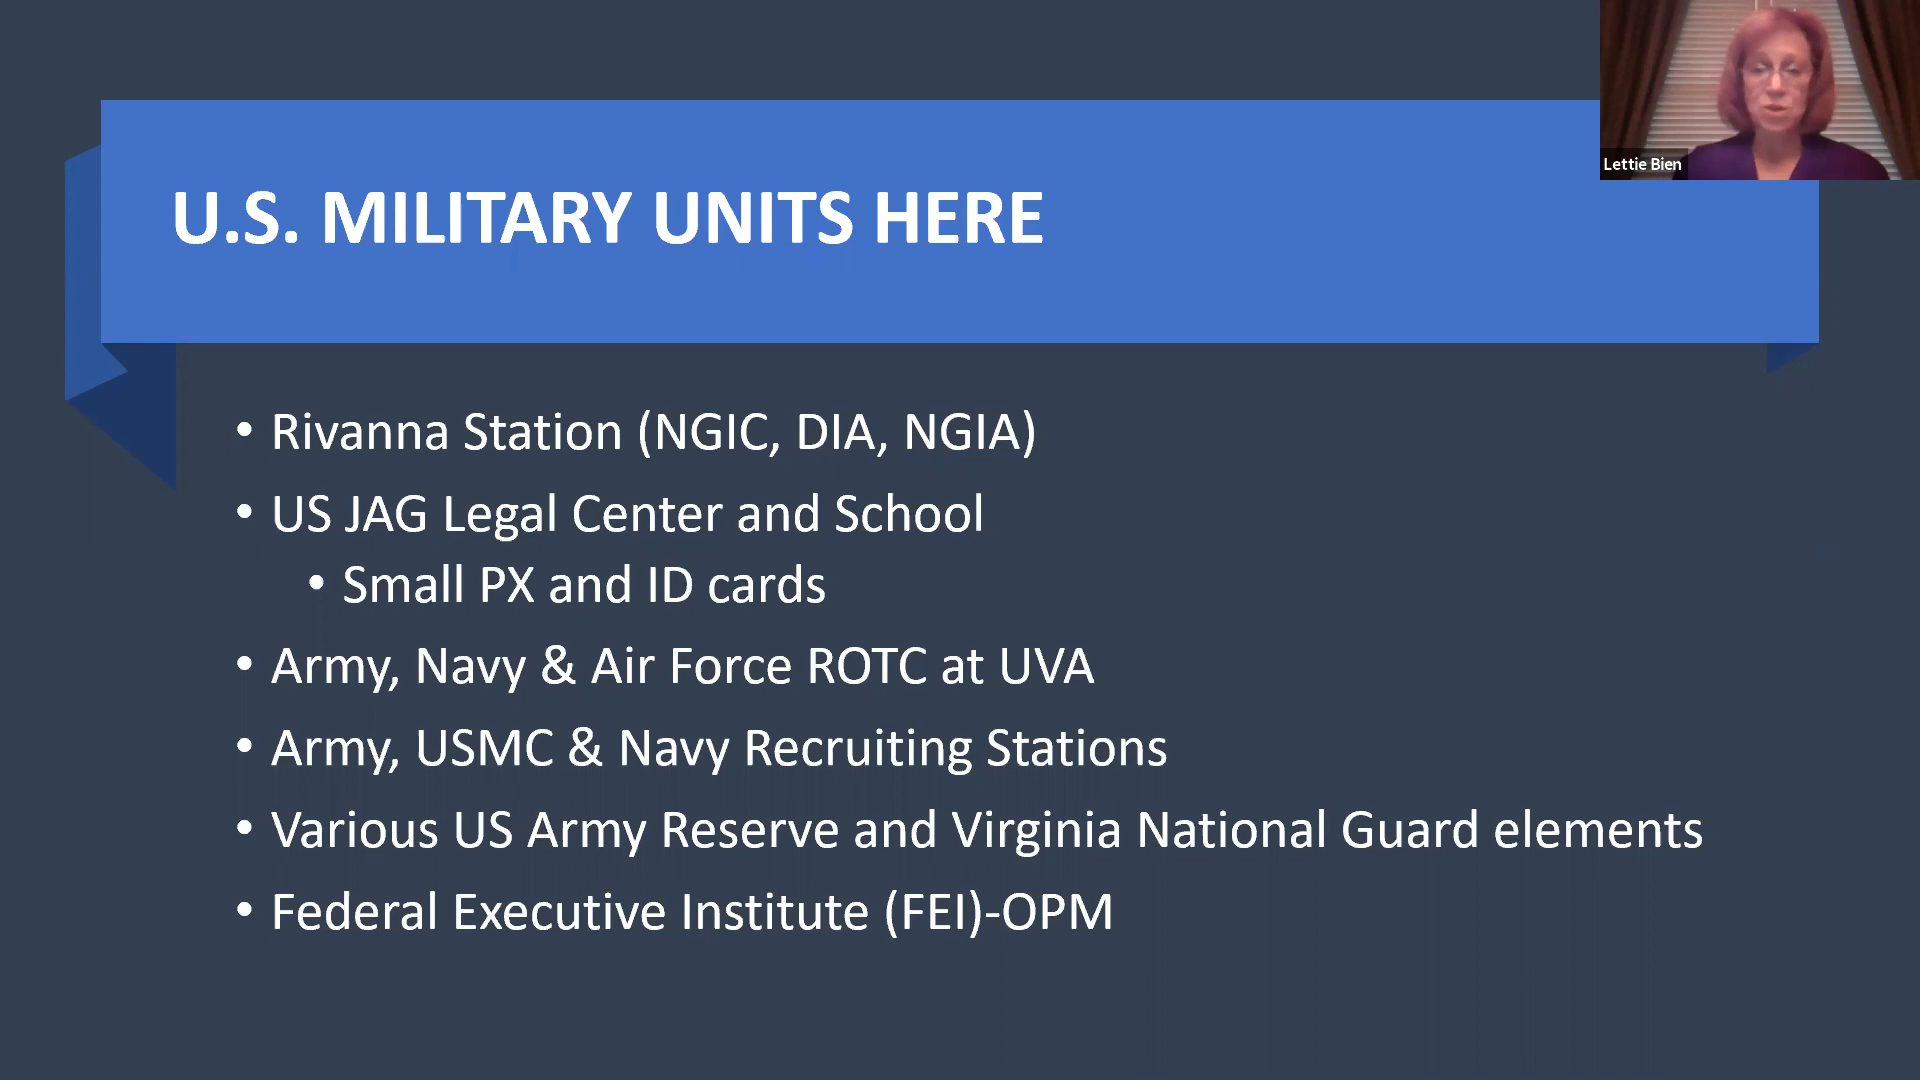 Lettie Bien
U.S. MILITARY UNITS HERE
• Rivanna Station (NGIC, DIA, NGIA)
• US JAG Legal Center and School
• Small PX and ID cards
• Army, Navy & Air Force ROTC at UVA
• Army, USMC & Navy Recruiting Stations
• Various US Army Reserve and Virginia National Guard elements
• Federal Executive Institute (FEI)-OPM